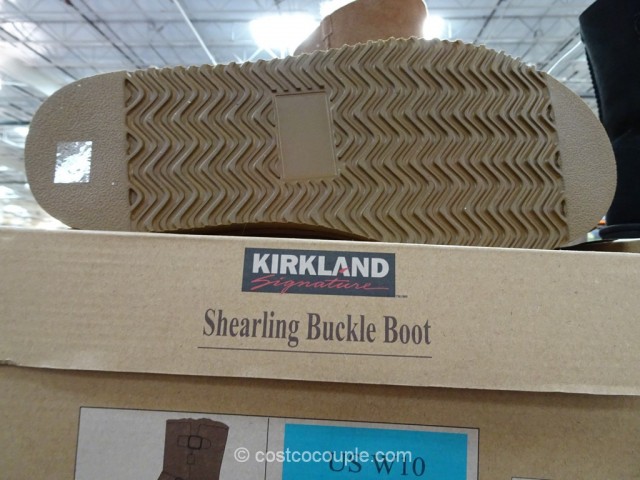 KIRKLAND
Signature
Shearling Buckle Boot
US W10
© costcocouple.com